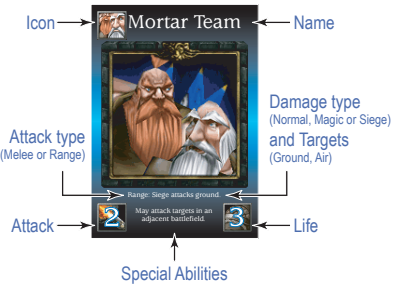 Icon
Mortar Team
Name
Damage type
(Normal, Magic or Siege)
and Targets
(Ground, Air)
Attack type
(Melee or Range)
Range: Siege attacks ground.
Attack
2
May attack targets in an
adjacent battlefield.
3
Life
Special Abilities